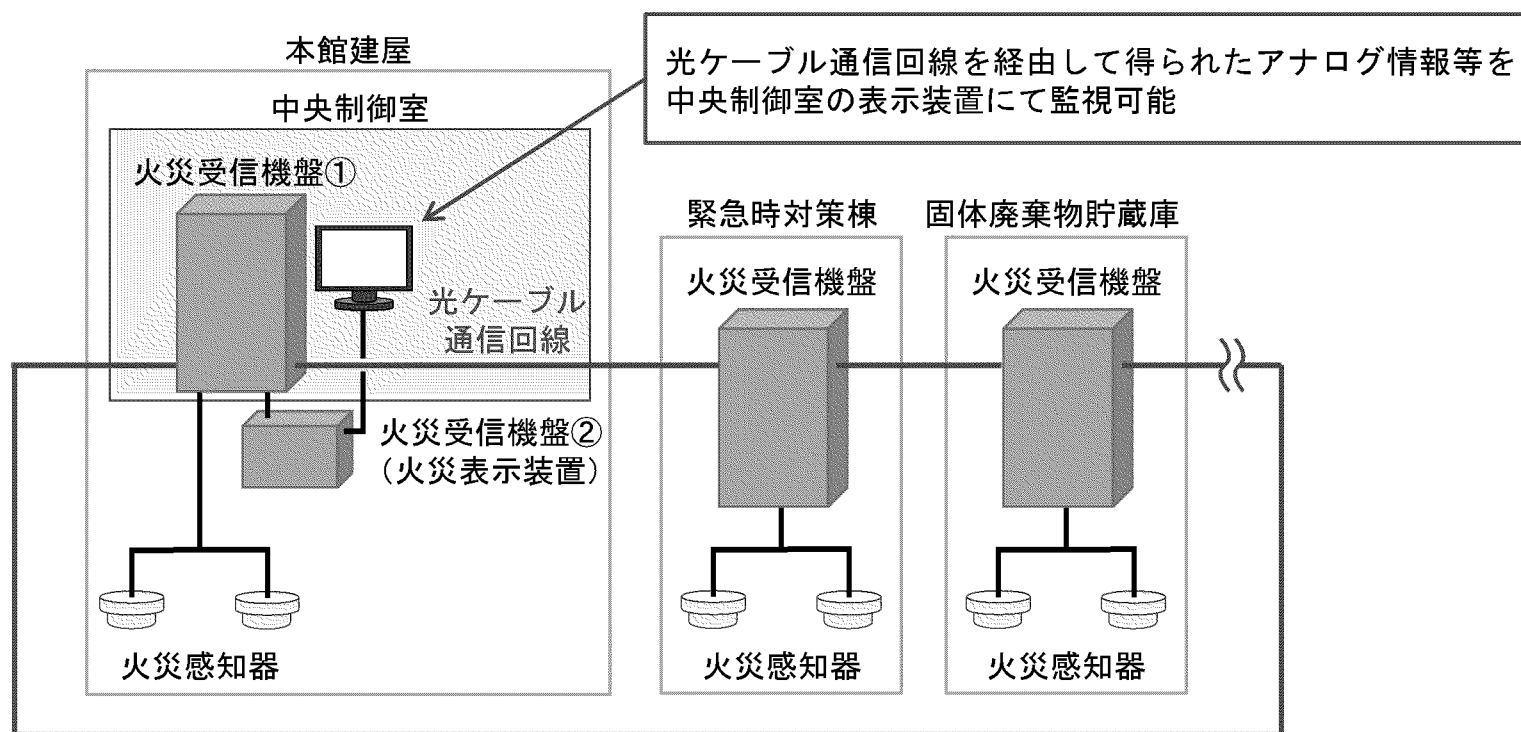 本館建屋
中央制御室
火災受信機盤①
光ケーブル
通信回線
火災受信機盤②
（火災表示装置）
火災感知器
光ケーブル通信回線を経由して得られたアナログ情報等を
中央制御室の表示装置にて監視可能
緊急時対策棟
火災受信機盤
火災感知器
固体廃棄物貯蔵庫
火災受信機盤
火災感知器